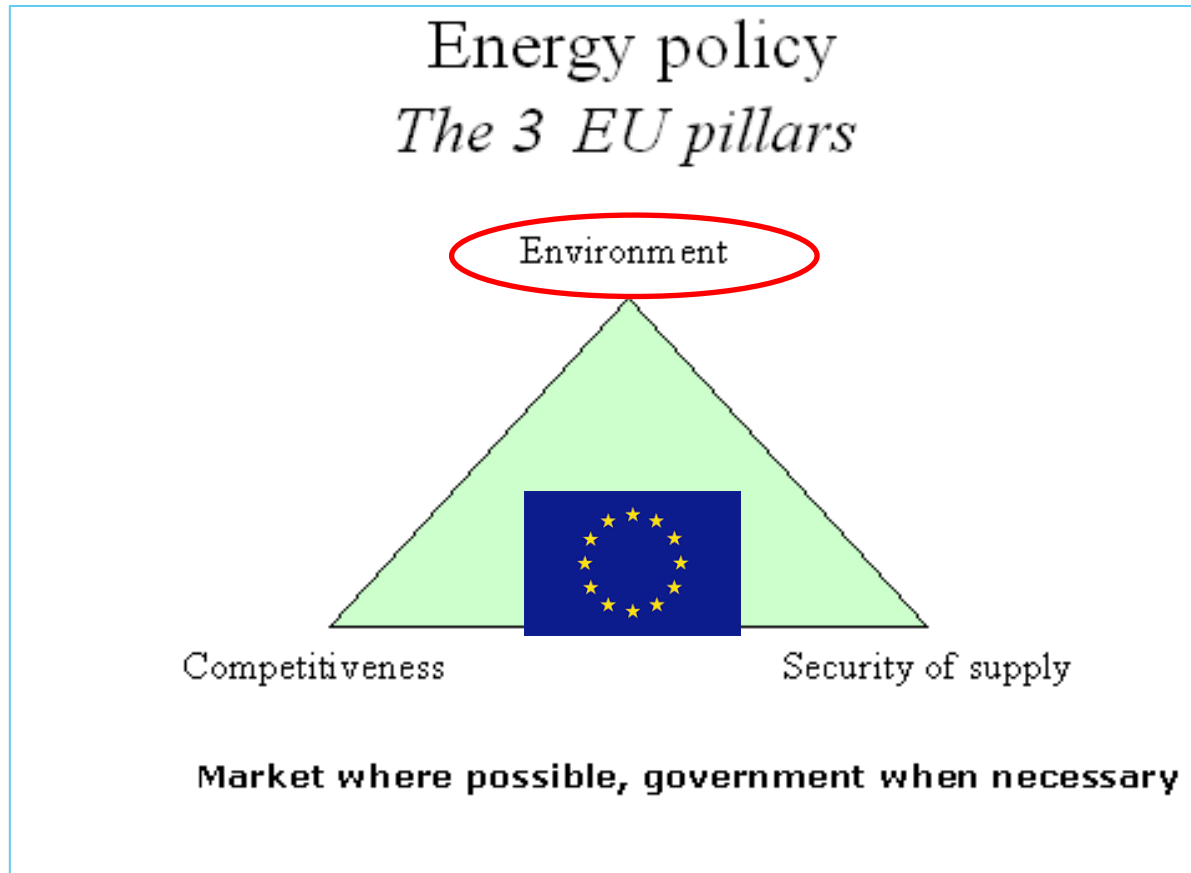 Energy policy
The 3 EU pillars
Environment
Competitiveness
Security of supply
Market where possible, government when necessary